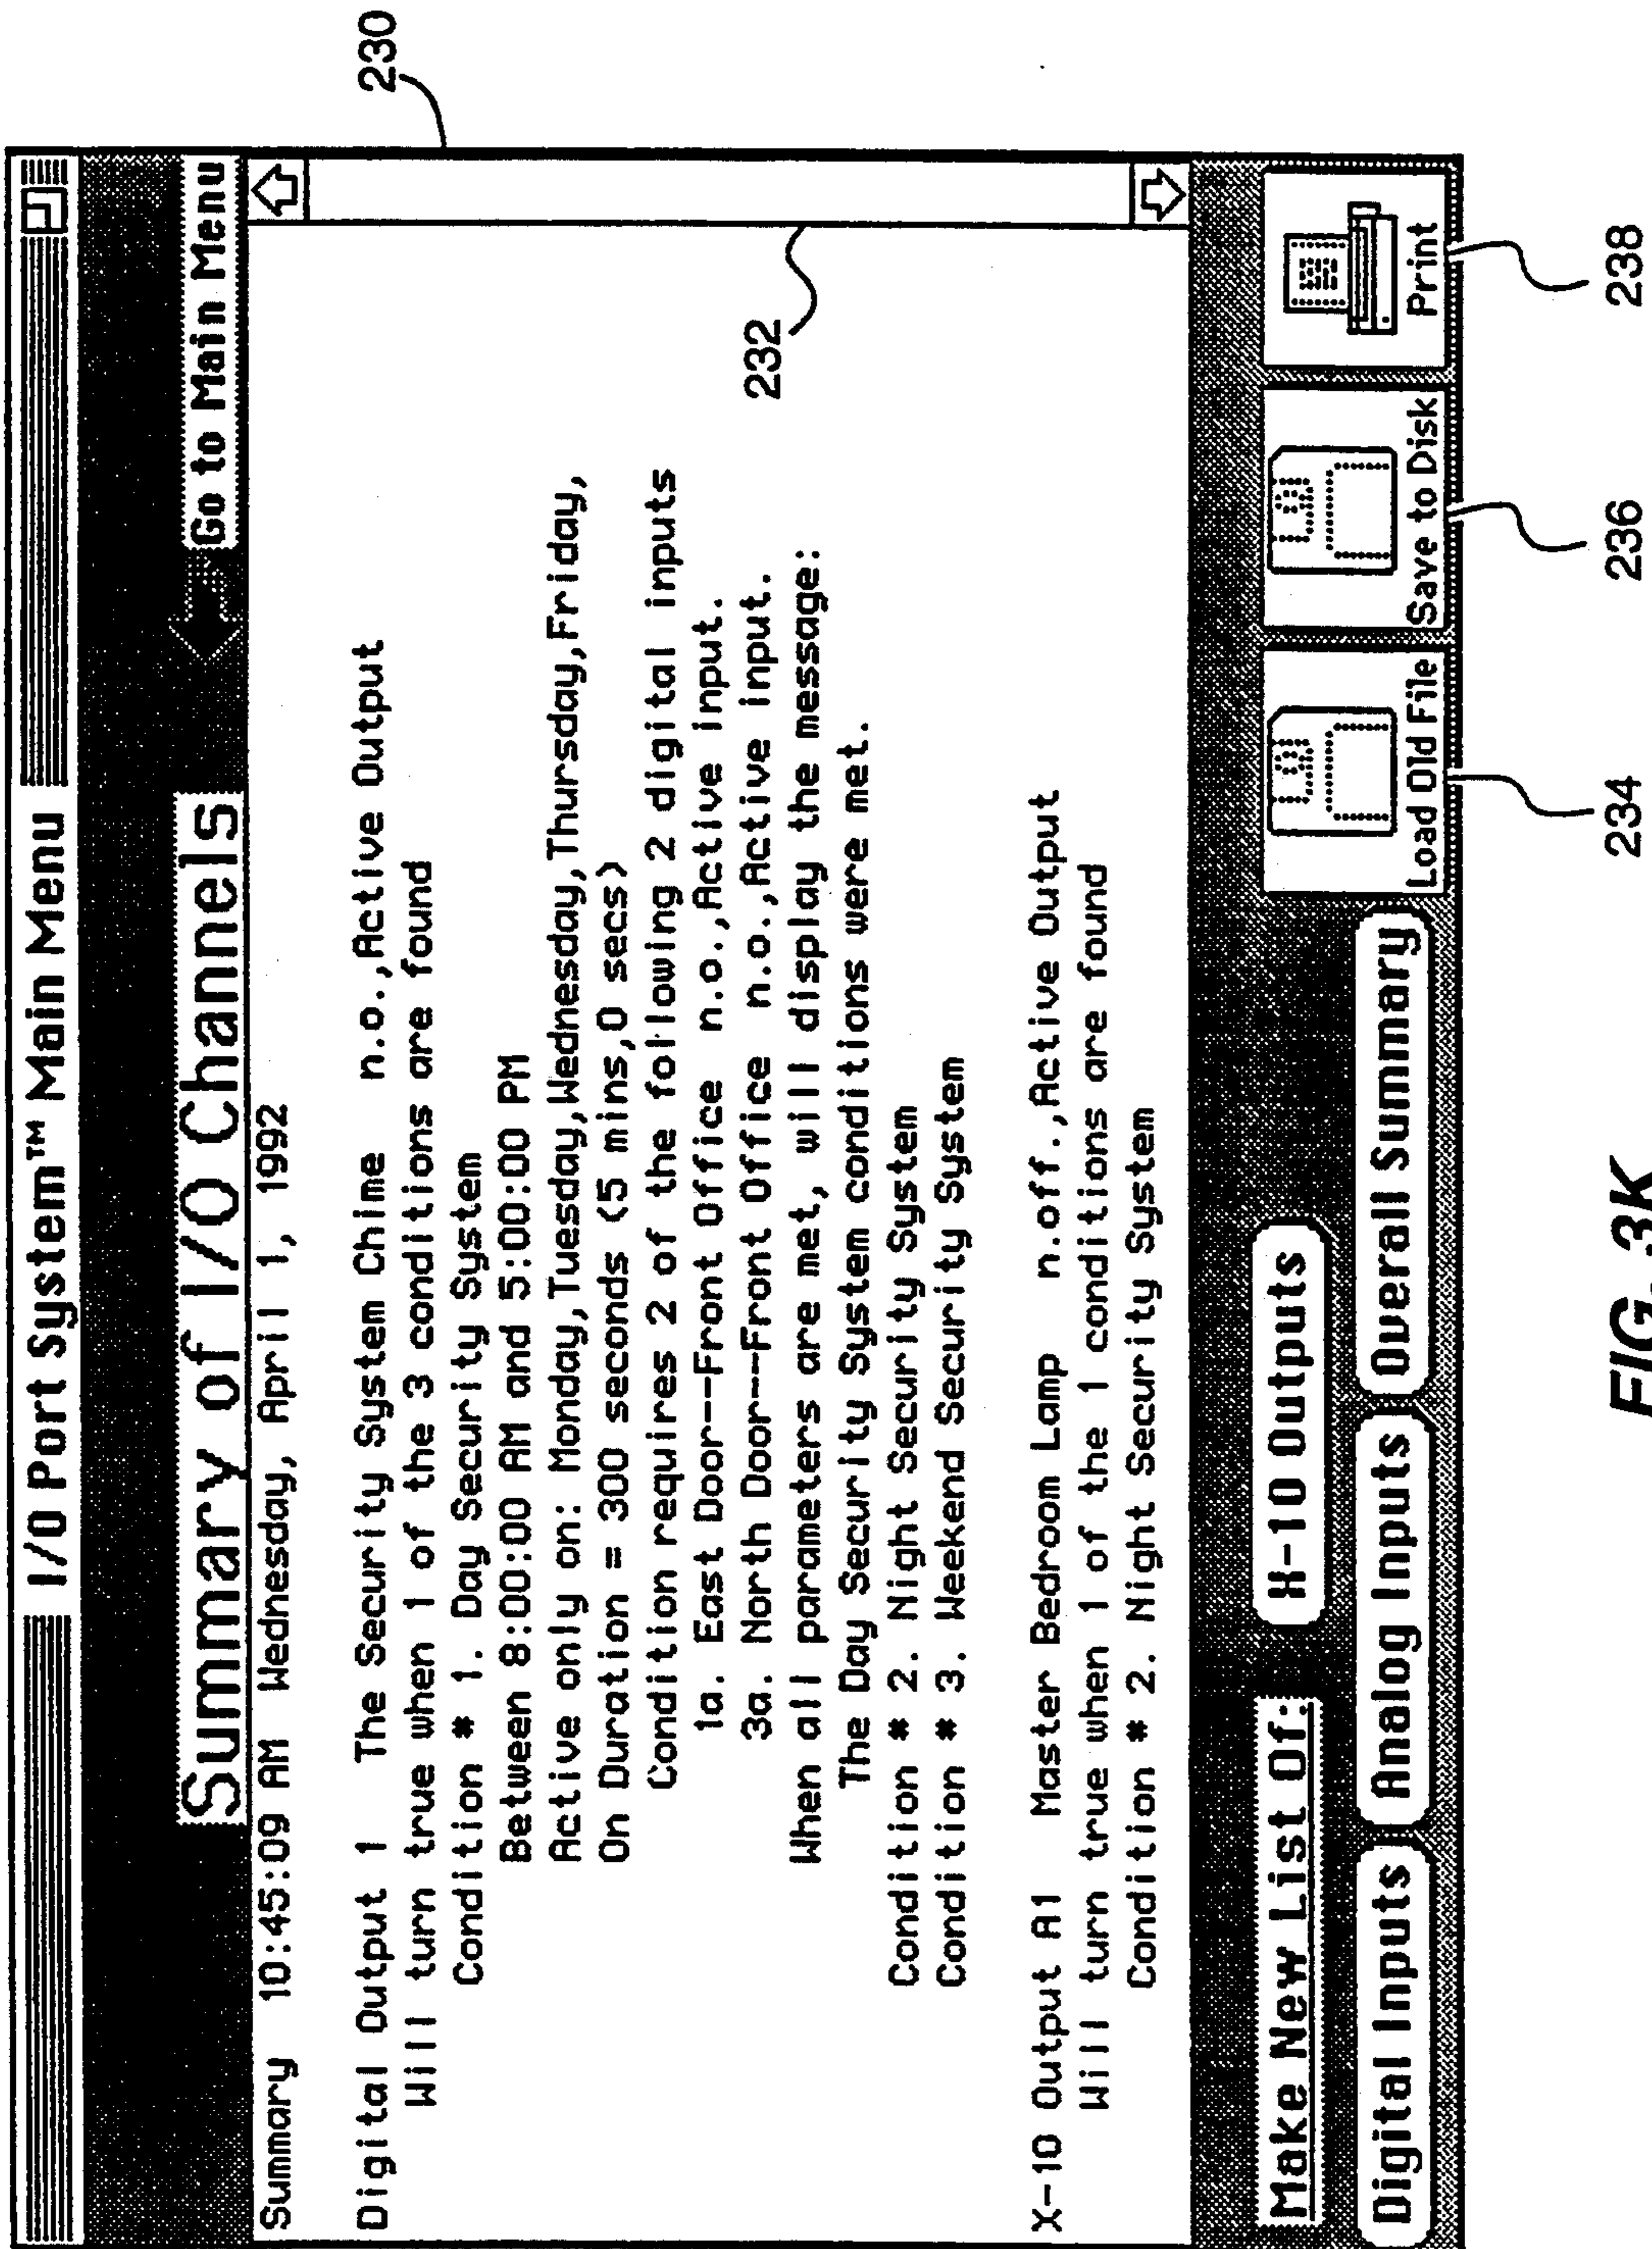 I/O Port System™ Main Menu
Summary of I/O Channels
Go to Main Menu
Summary 10:45:09 AM Wednesday, April 1, 1992
Digital Output 1 The Security System Chime n.o.,Active Output
Will turn true when 1 of the 3 conditions are found
Condition # 1. Day Security System
Between 8:00:00 AM and 5:00:00 PM
Active only on: Monday,Tuesday,Wednesday,Thursday,Friday,
On Duration = 300 seconds (5 mins,0 secs)
Condition requires 2 of the following 2 digital inputs
1a. East Door--Front Office n.o.,Active input.
3a. North Door--Front Office n.o.,Active input.
When all parameters are met, will display the message:
The Day Security System conditions were met.
Condition # 2. Night Security System
Condition # 3. Weekend Security System
X-10 Output A1 Master Bedroom Lamp n.off.,Active Output
Will turn true when 1 of the 1 conditions are found
Condition # 2. Night Security System
Make New List Of:
X-10 Outputs
Digital Inputs
Analog Inputs
Overall Summary
Load Old File
Save to Disk
Print
230
232
234
236
238
FIG. 3K